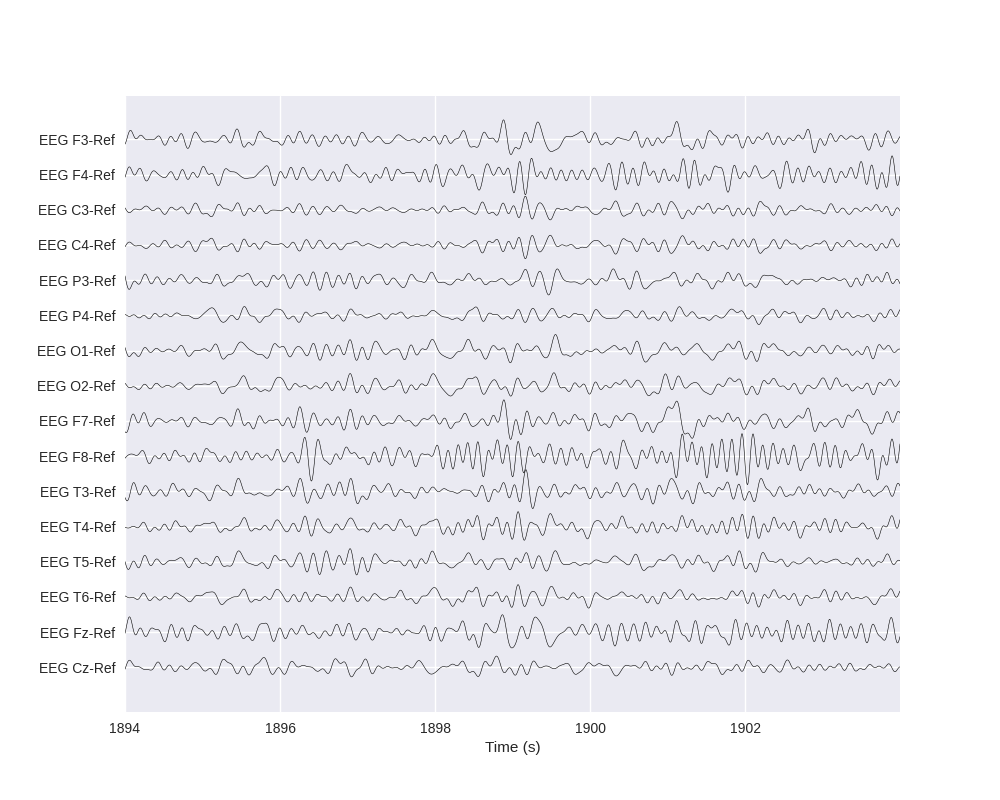 EEG F3-Ref
EEG F4-Ref
EEG C3-Ref
EEG C4-Ref
EEG P3-Ref
EEG P4-Ref
EEG O1-Ref
EEG O2-Ref
EEG F7-Ref
EEG F8-Ref
EEG T3-Ref
EEG T4-Ref
EEG T5-Ref
EEG T6-Ref
EEG Fz-Ref
EEG Cz-Ref
1894 1896 1898 1900 1902
Time (s)